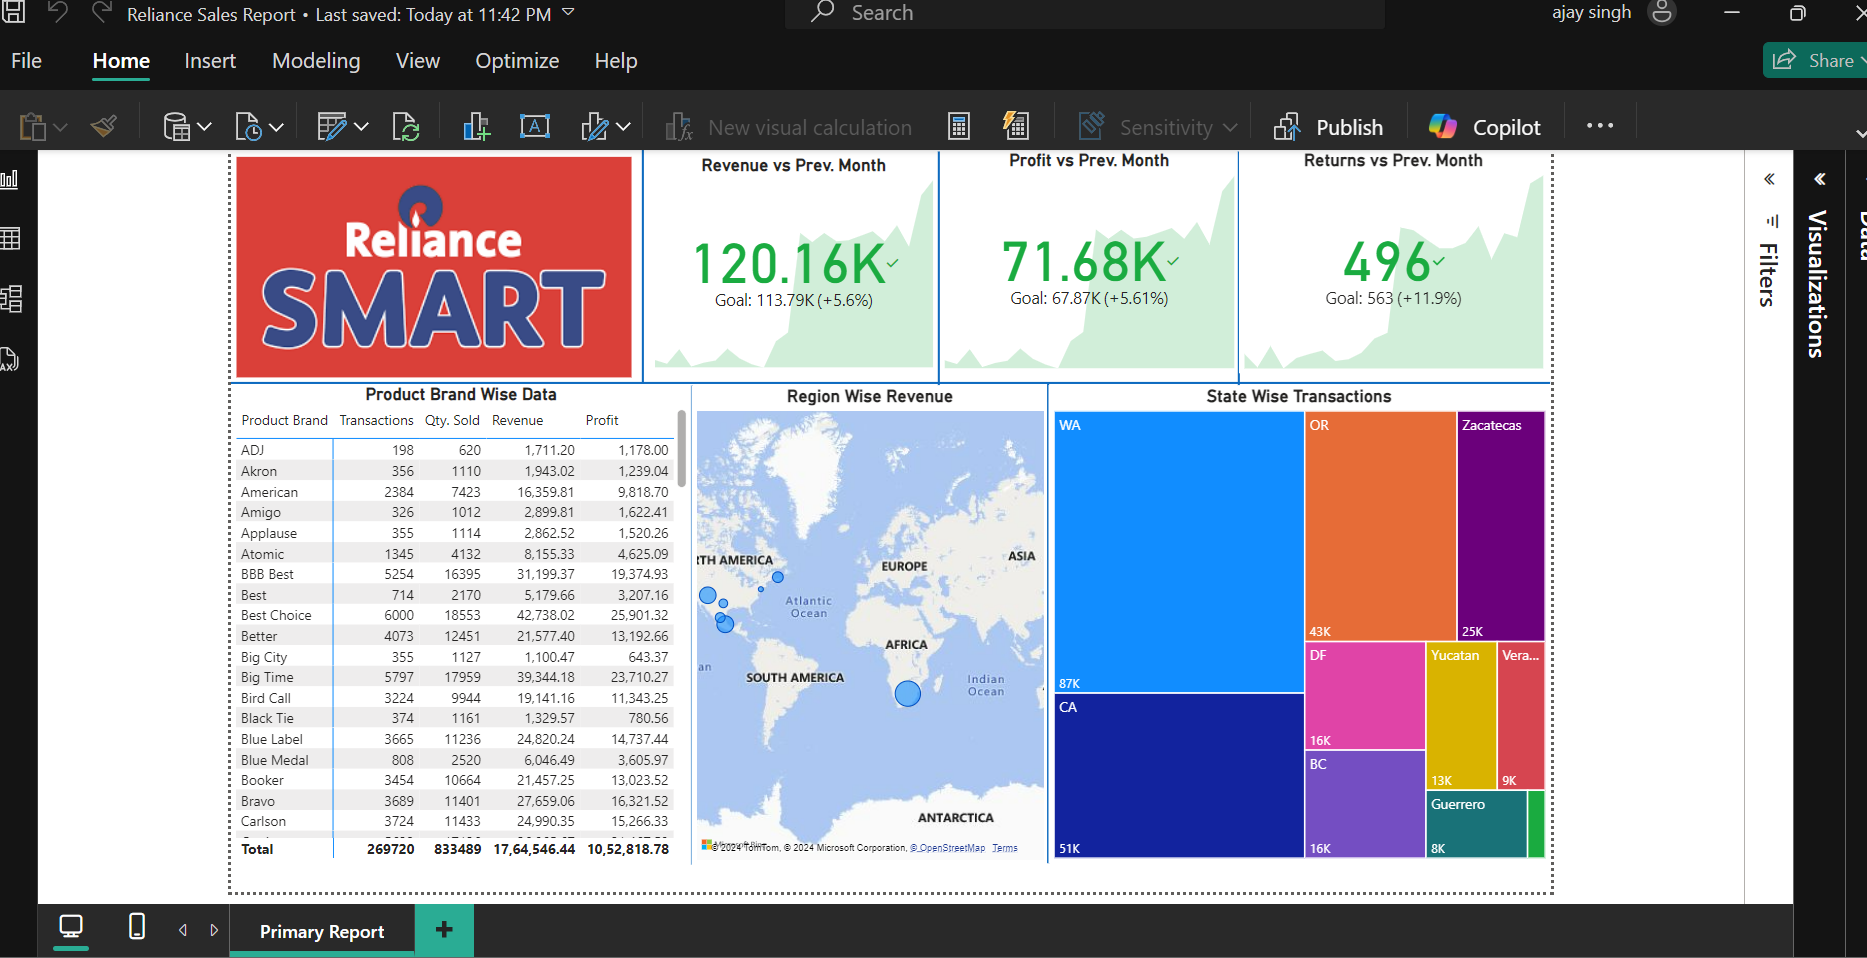 Reliance Sales Report • Last saved: Today at 11:42 PM
Search
ajay singh
File Home Insert Modeling View Optimize Help
Share
New visual calculation
Sensitivity
Publish
Copilot
Reliance
SMART
Revenue vs Prev. Month
120.16K
Goal: 113.79K (+5.6%)
Profit vs Prev. Month
71.68K
Goal: 67.87K (+5.61%)
Returns vs Prev. Month
496
Goal: 563 (+11.9%)
Filters
Visualizations
Data
Product Brand Wise Data
Product Brand Transactions Qty. Sold Revenue Profit
ADJ 198 620 1,711.20 1,178.00
Akron 356 1110 1,943.02 1,239.04
American 2384 7423 16,359.81 9,818.70
Amigo 326 1012 2,899.81 1,622.41
Applause 355 1114 2,862.52 1,520.26
Atomic 1345 4132 8,155.33 4,625.09
BBB Best 5254 16395 31,199.37 19,374.93
Best 714 2170 5,179.66 3,207.16
Best Choice 6000 18553 42,738.02 25,901.32
Better 4073 12451 21,577.40 13,192.66
Big City 355 1127 1,100.47 643.37
Big Time 5797 17959 39,344.18 23,710.27
Bird Call 3224 9944 19,141.16 11,343.25
Black Tie 374 1161 1,329.57 780.56
Blue Label 3665 11236 24,820.24 14,737.44
Blue Medal 808 2520 6,046.49 3,605.97
Booker 3454 10664 21,457.25 13,023.52
Bravo 3689 11401 27,659.06 16,321.52
Carlson 3724 11433 24,990.35 15,266.33
Total 269720 833489 17,64,546.44 10,52,818.78
Region Wise Revenue
RTH AMERICA
EUROPE
ASIA
Atlantic
Ocean
AFRICA
an
SOUTH AMERICA
Indian
Ocean
ANTARCTICA
© 2024 TomTom, © 2024 Microsoft Corporation, © OpenStreetMap Terms
State Wise Transactions
WA
87K
OR
43K
Zacatecas
25K
CA
51K
DF
16K
Yucatan
13K
Vera...
9K
BC
16K
Guerrero
8K
Primary Report